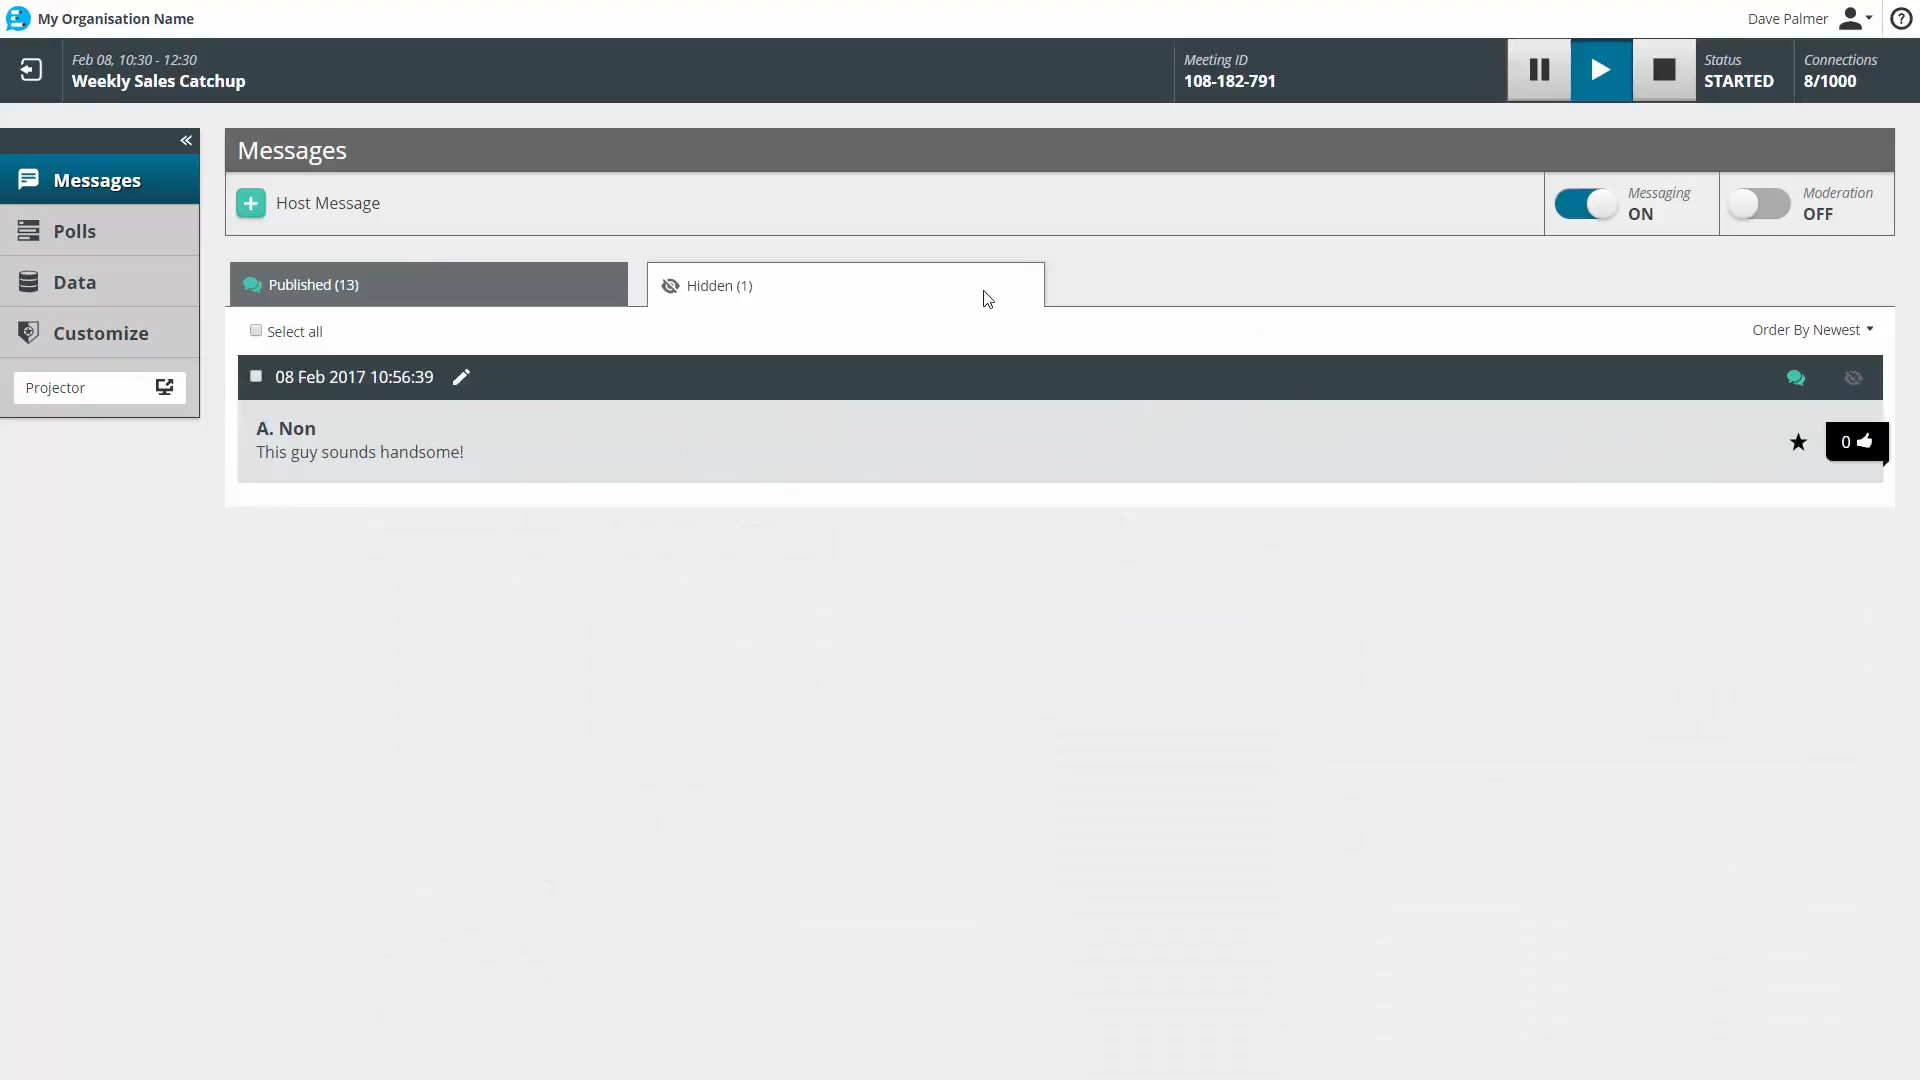 My Organisation Name
Dave Palmer
Feb 08, 10:30 - 12:30
Weekly Sales Catchup
Meeting ID
108-182-791
Status
STARTED
Connections
8/1000
Messages
Polls
Data
Customize
Projector
Messages
Host Message
Messaging
ON
Moderation
OFF
Published (13)
Hidden (1)
Select all
Order By Newest
08 Feb 2017 10:56:39
A. Non
This guy sounds handsome!
0